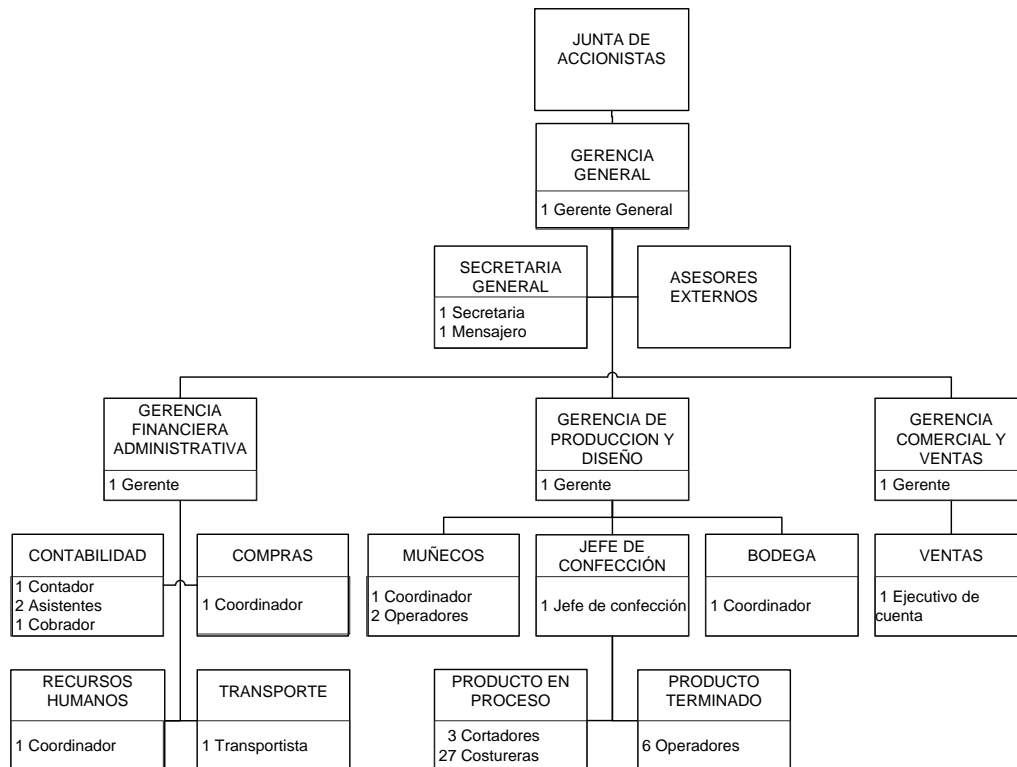 JUNTA DE
ACCIONISTAS
GERENCIA
GENERAL
1 Gerente General
SECRETARIA
GENERAL
1 Secretaria
1 Mensajero
ASESORES
EXTERNOS
GERENCIA
FINANCIERA
ADMINISTRATIVA
1 Gerente
GERENCIA DE
PRODUCCION Y
DISEÑO
1 Gerente
GERENCIA
COMERCIAL Y
VENTAS
1 Gerente
CONTABILIDAD
1 Contador
2 Asistentes
1 Cobrador
COMPRAS
1 Coordinador
MUÑECOS
1 Coordinador
2 Operadores
JEFE DE
CONFECCIÓN
1 Jefe de confección
BODEGA
1 Coordinador
VENTAS
1 Ejecutivo de
cuenta
RECURSOS
HUMANOS
1 Coordinador
TRANSPORTE
1 Transportista
PRODUCTO EN
PROCESO
3 Cortadores
27 Costureras
PRODUCTO
TERMINADO
6 Operadores